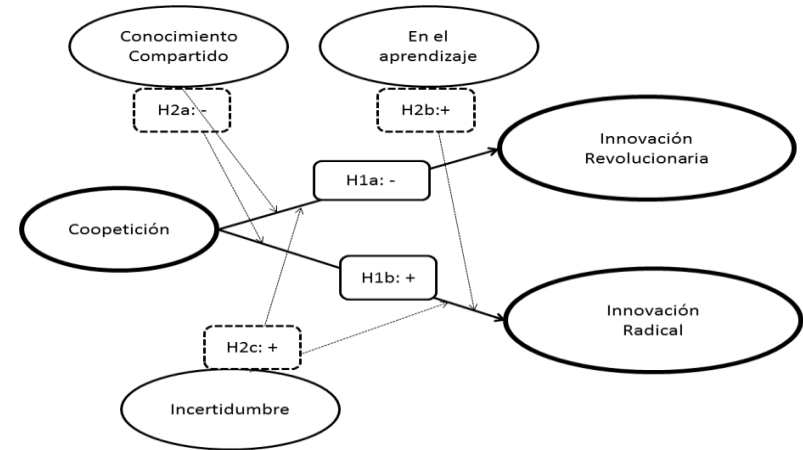 Conocimiento
Compartido
En el
aprendizaje
H2a: -
H2b:+
Innovación
Revolucionaria
H1a: -
Coopetición
H1b: +
Innovación
Radical
H2c: +
Incertidumbre